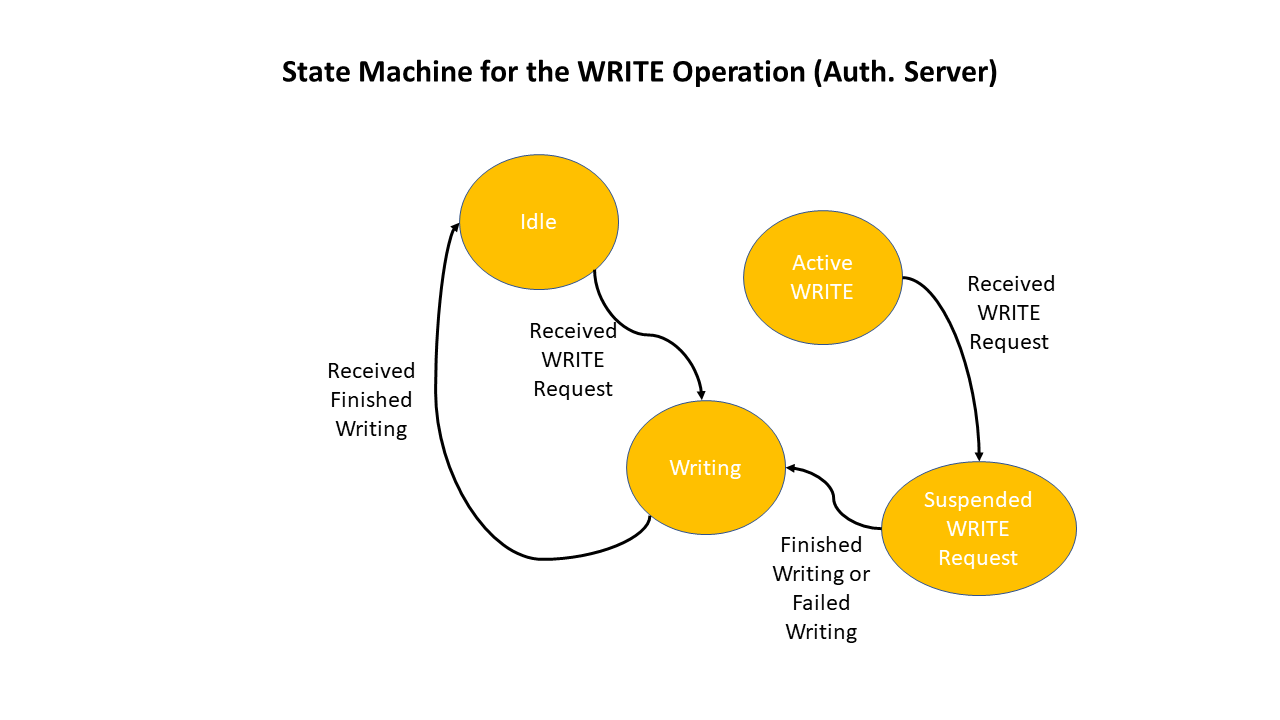 State Machine for the WRITE Operation (Auth. Server)
Idle
Active
WRITE
Received
WRITE
Request
Received
WRITE
Request
Received
Finished
Writing
Writing
Suspended
WRITE
Request
Finished
Writing or
Failed
Writing